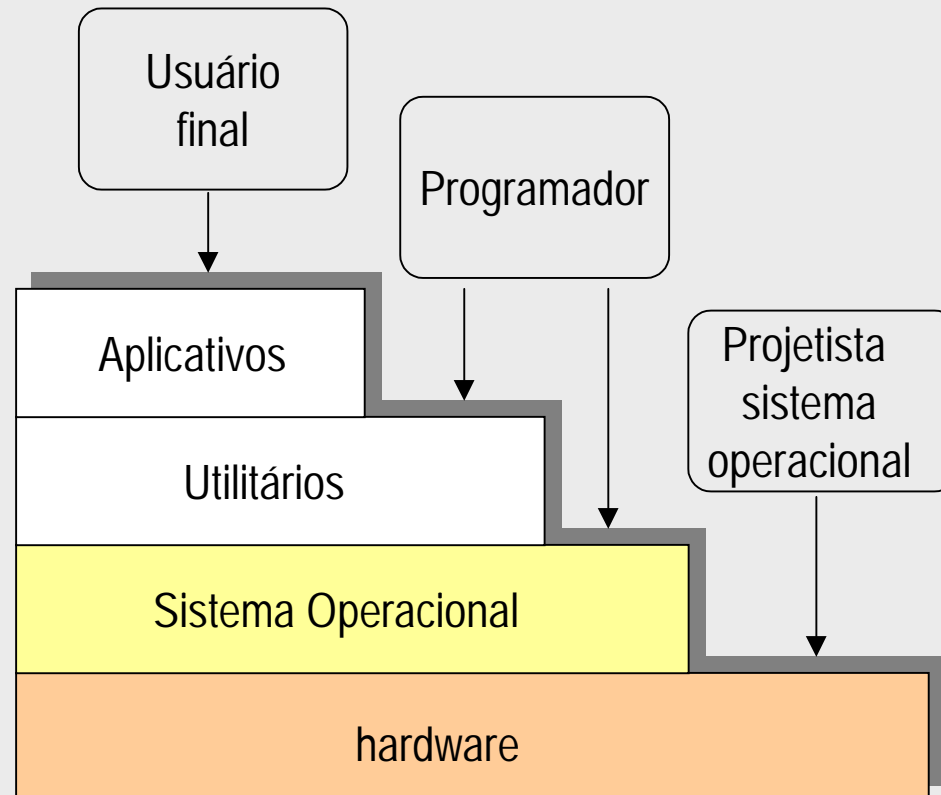 Usuário
final
Programador
Projetista
sistema
operacional
Aplicativos
Utilitários
Sistema Operacional
hardware